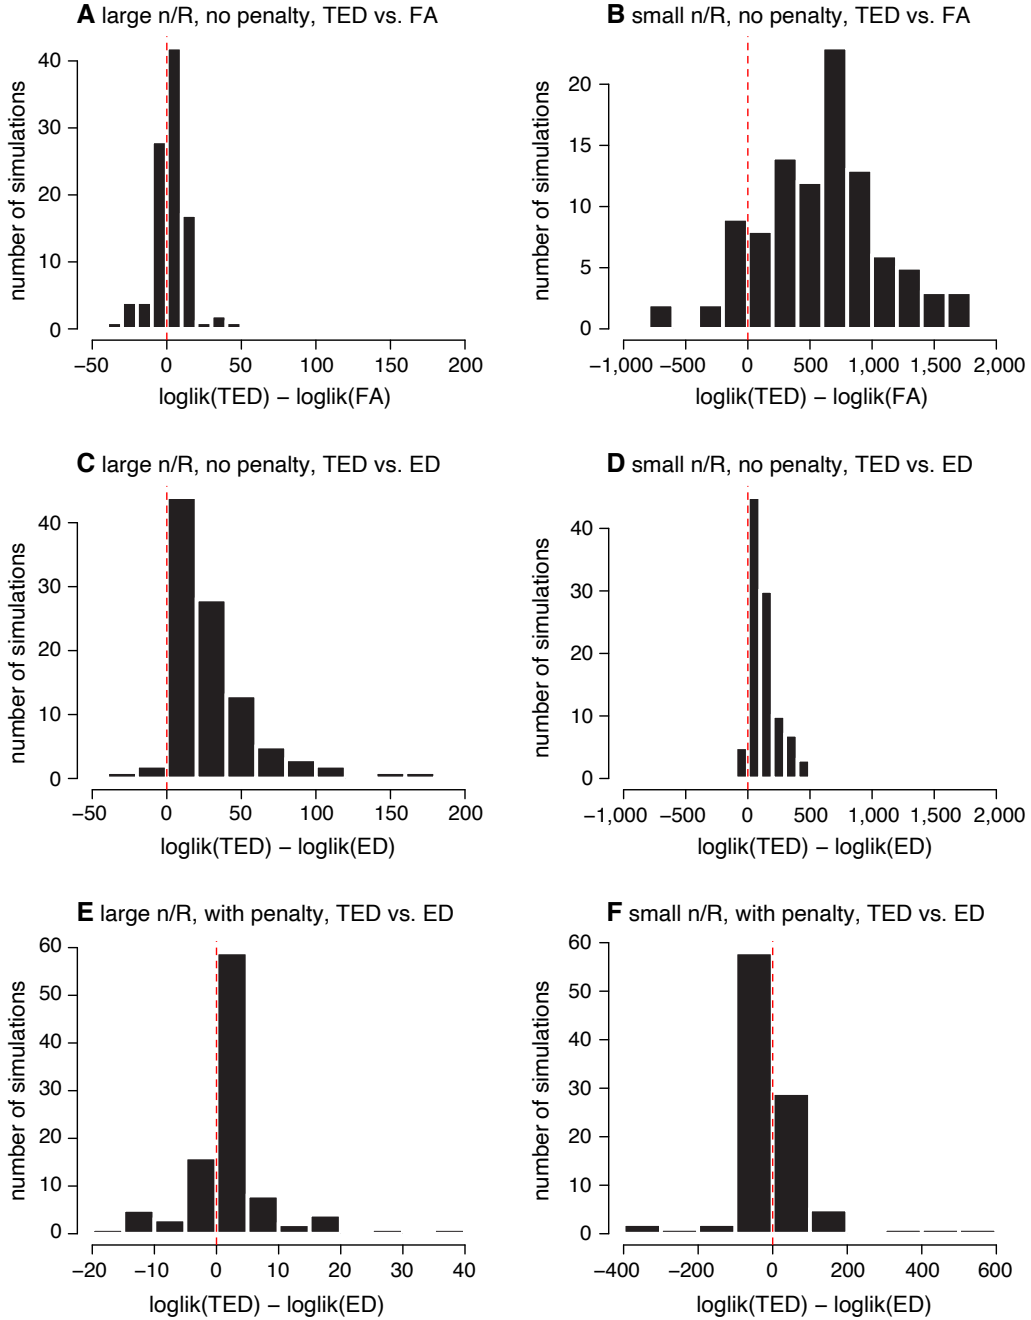 A large n/R, no penalty, TED vs. FA
number of simulations
40
30
20
10
0
−50 0 50 100 150 200
loglik(TED) − loglik(FA)
B small n/R, no penalty, TED vs. FA
number of simulations
20
15
10
5
0
−1,000 −500 0 500 1,000 1,500 2,000
loglik(TED) − loglik(FA)
C large n/R, no penalty, TED vs. ED
number of simulations
40
30
20
10
0
−50 0 50 100 150 200
loglik(TED) − loglik(ED)
D small n/R, no penalty, TED vs. ED
number of simulations
40
30
20
10
0
−1,000 −500 0 500 1,000 1,500 2,000
loglik(TED) − loglik(ED)
E large n/R, with penalty, TED vs. ED
number of simulations
60
50
40
30
20
10
0
−20 −10 0 10 20 30 40
loglik(TED) − loglik(ED)
F small n/R, with penalty, TED vs. ED
number of simulations
60
50
40
30
20
10
0
−400 −200 0 200 400 600
loglik(TED) − loglik(ED)